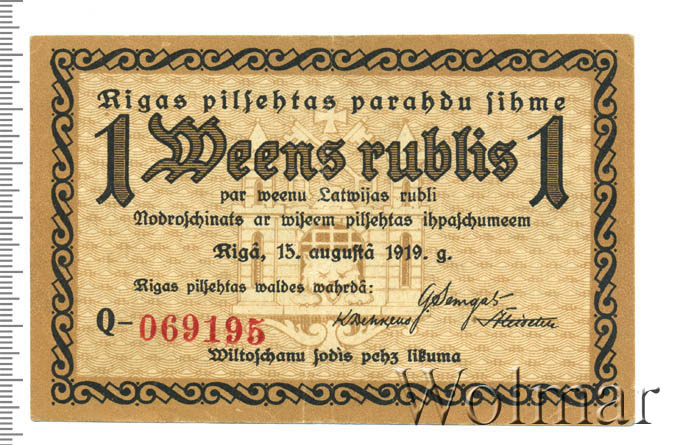 Rigas pilſehtas parahdu ſihme
1 Weens rublis 1
par weenu Latwijas rubli
Nodroſchinats ar wiſeem pilſehtas ihpaſchumeem
Rigâ, 15. auguſtâ 1919. g.
Rigas pilſehtas waldes wahrdâ:
Q-069195
Wiltoſchanu ſodis pehz likuma
Wolmar